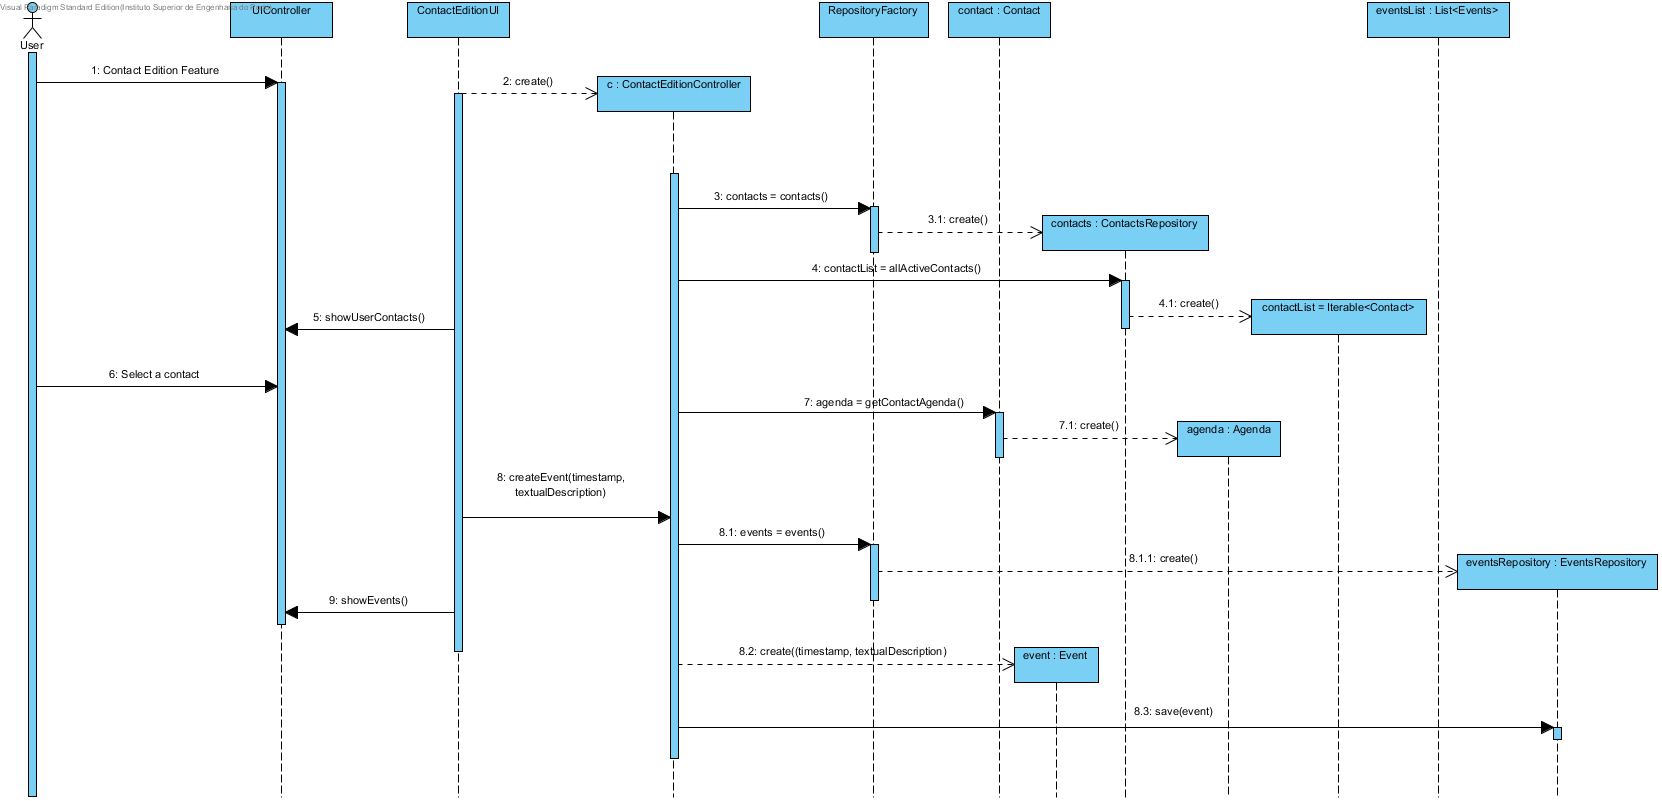 Visual Paradigm Standard Edition(Instituto Superior de Engenharia do
User
UIController
ContactEditionUI
RepositoryFactory
contact : Contact
eventsList : List<Events>
1: Contact Edition Feature
2: create()
c : ContactEditionController
3: contacts = contacts()
3.1: create()
contacts : ContactsRepository
4: contactList = allActiveContacts()
4.1: create()
contactList = Iterable<Contact>
5: showUserContacts()
6: Select a contact
7: agenda = getContactAgenda()
7.1: create()
agenda : Agenda
8: createEvent(timestamp,
textualDescription)
8.1: events = events()
8.1.1: create()
eventsRepository : EventsRepository
9: showEvents()
8.2: create((timestamp, textualDescription)
event : Event
8.3: save(event)